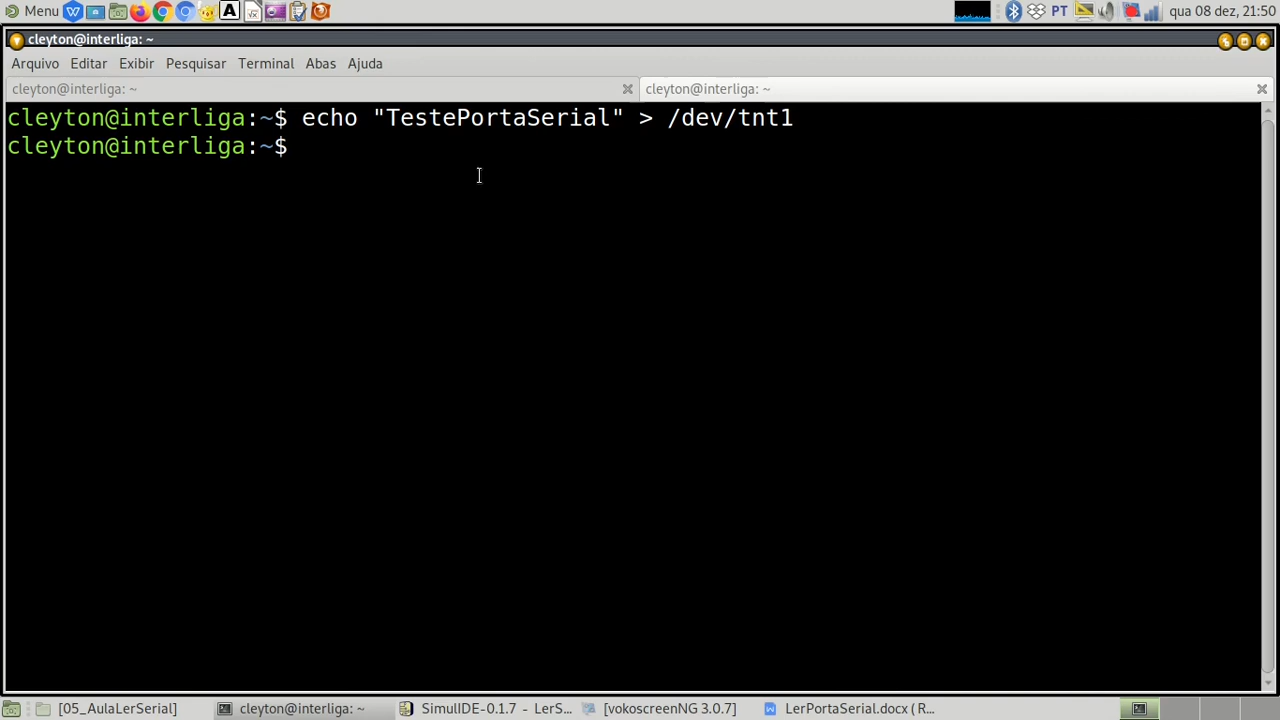 Menu PT qua 08 dez, 21:50
cleyton@interliga: ~
Arquivo Editar Exibir Pesquisar Terminal Abas Ajuda
cleyton@interliga: ~ cleyton@interliga: ~
cleyton@interliga:~$ echo "TestePortaSerial" > /dev/tnt1
cleyton@interliga:~$
[05_AulaLerSerial] cleyton@interliga: ~ SimulIDE-0.1.7 - LerS... [vokoscreenNG 3.0.7] LerPortaSerial.docx ( R...